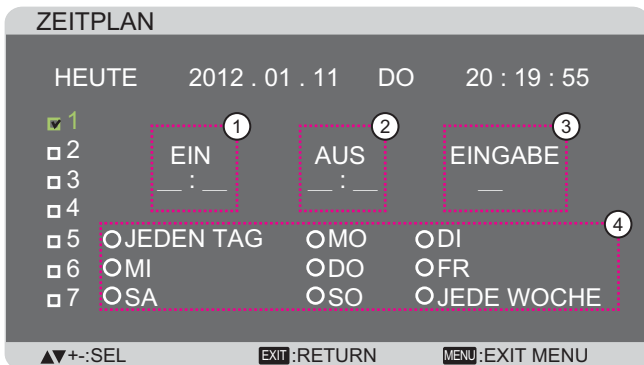 ZEITPLAN
HEUTE 2012 . 01 . 11 DO 20 : 19 : 55
1
2
3
4
5
6
7
1 2 3
EIN AUS EINGABE
__ : __ __ : __ __
4
JEDEN TAG MO DI
MI DO FR
SA SO JEDE WOCHE
▲▼+-:SEL EXIT:RETURN MENU:EXIT MENU